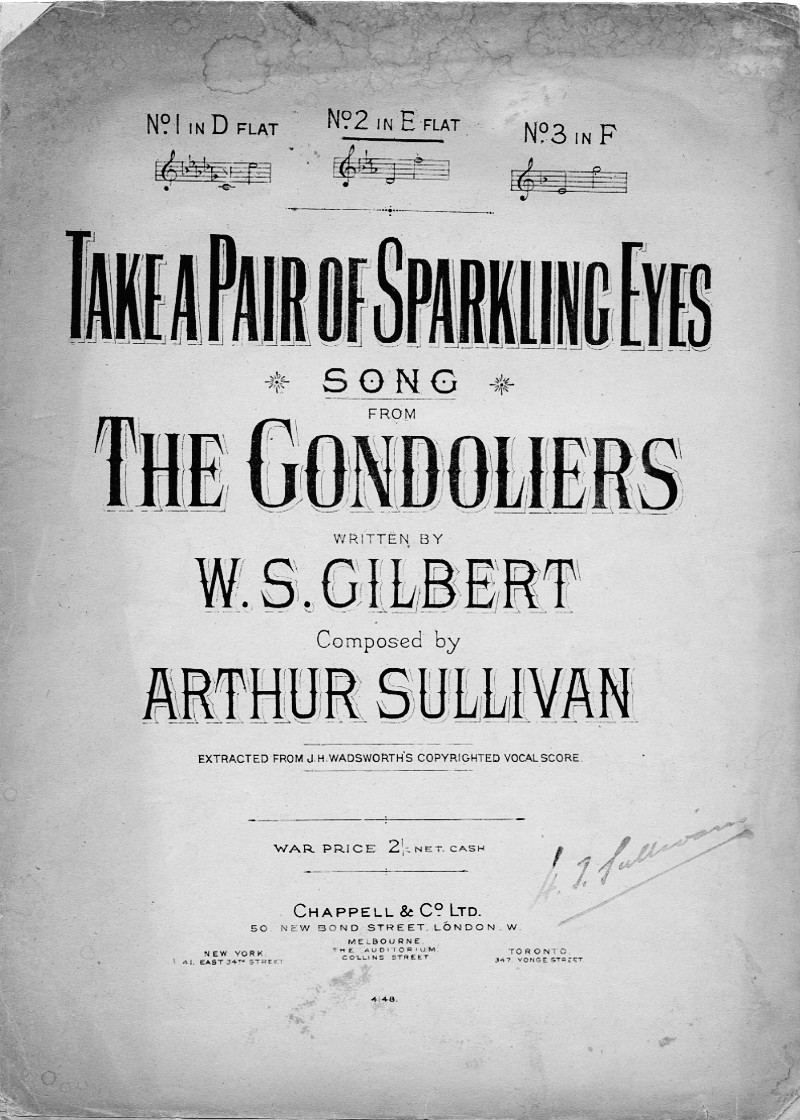 No. 1 IN D FLAT
No. 2 IN E FLAT
No. 3 IN F
TAKE A PAIR OF SPARKLING EYES
SONG
FROM
THE GONDOLIERS
WRITTEN BY
W. S. GILBERT
Composed by
ARTHUR SULLIVAN
EXTRACTED FROM J. H. WADSWORTH'S COPYRIGHTED VOCAL SCORE.
WAR PRICE 2/- NET. CASH
Sullivan
CHAPPELL & Co. LTD.
50. NEW BOND STREET, LONDON. W.
NEW YORK
41. EAST 34TH STREET
MELBOURNE.
THE AUDITORIUM.
COLLINS STREET.
TORONTO.
347. YONGE STREET.
4148.